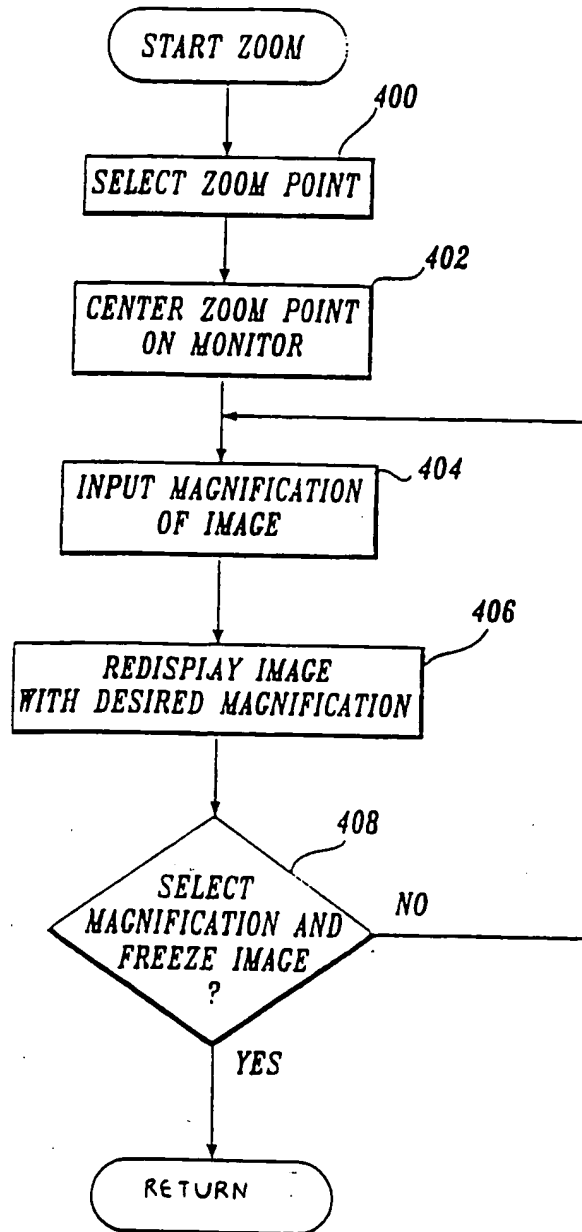 START ZOOM
400
SELECT ZOOM POINT
402
CENTER ZOOM POINT
ON MONITOR
404
INPUT MAGNIFICATION
OF IMAGE
406
REDISPLAY IMAGE
WITH DESIRED MAGNIFICATION
408
SELECT
MAGNIFICATION AND
FREEZE IMAGE
?
NO
YES
RETURN